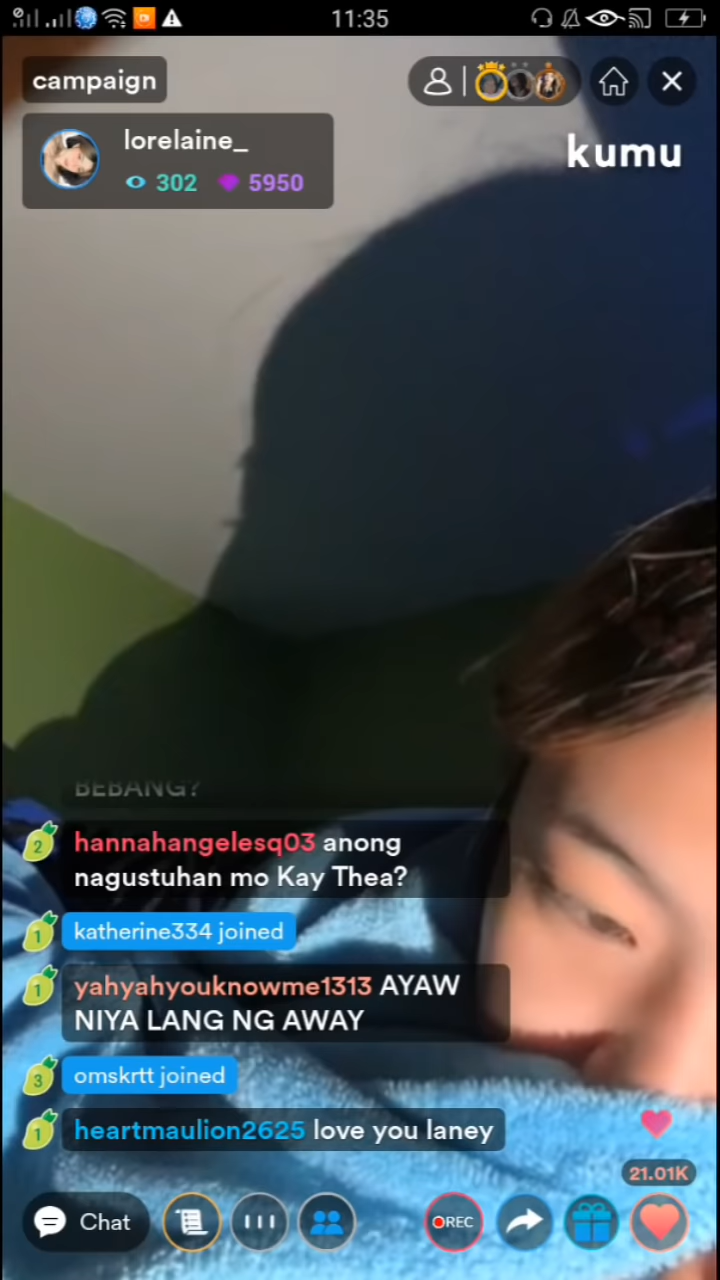 11:35
campaign
lorelaine_
302 5950
kumu
BEBANG?
2 hannahangelesq03 anong
nagustuhan mo Kay Thea?
1 katherine334 joined
1 yahyahyouknowme1313 AYAW
NIYA LANG NG AWAY
3 omskrtt joined
1 heartmaulion2625 love you laney
21.01K
Chat
REC